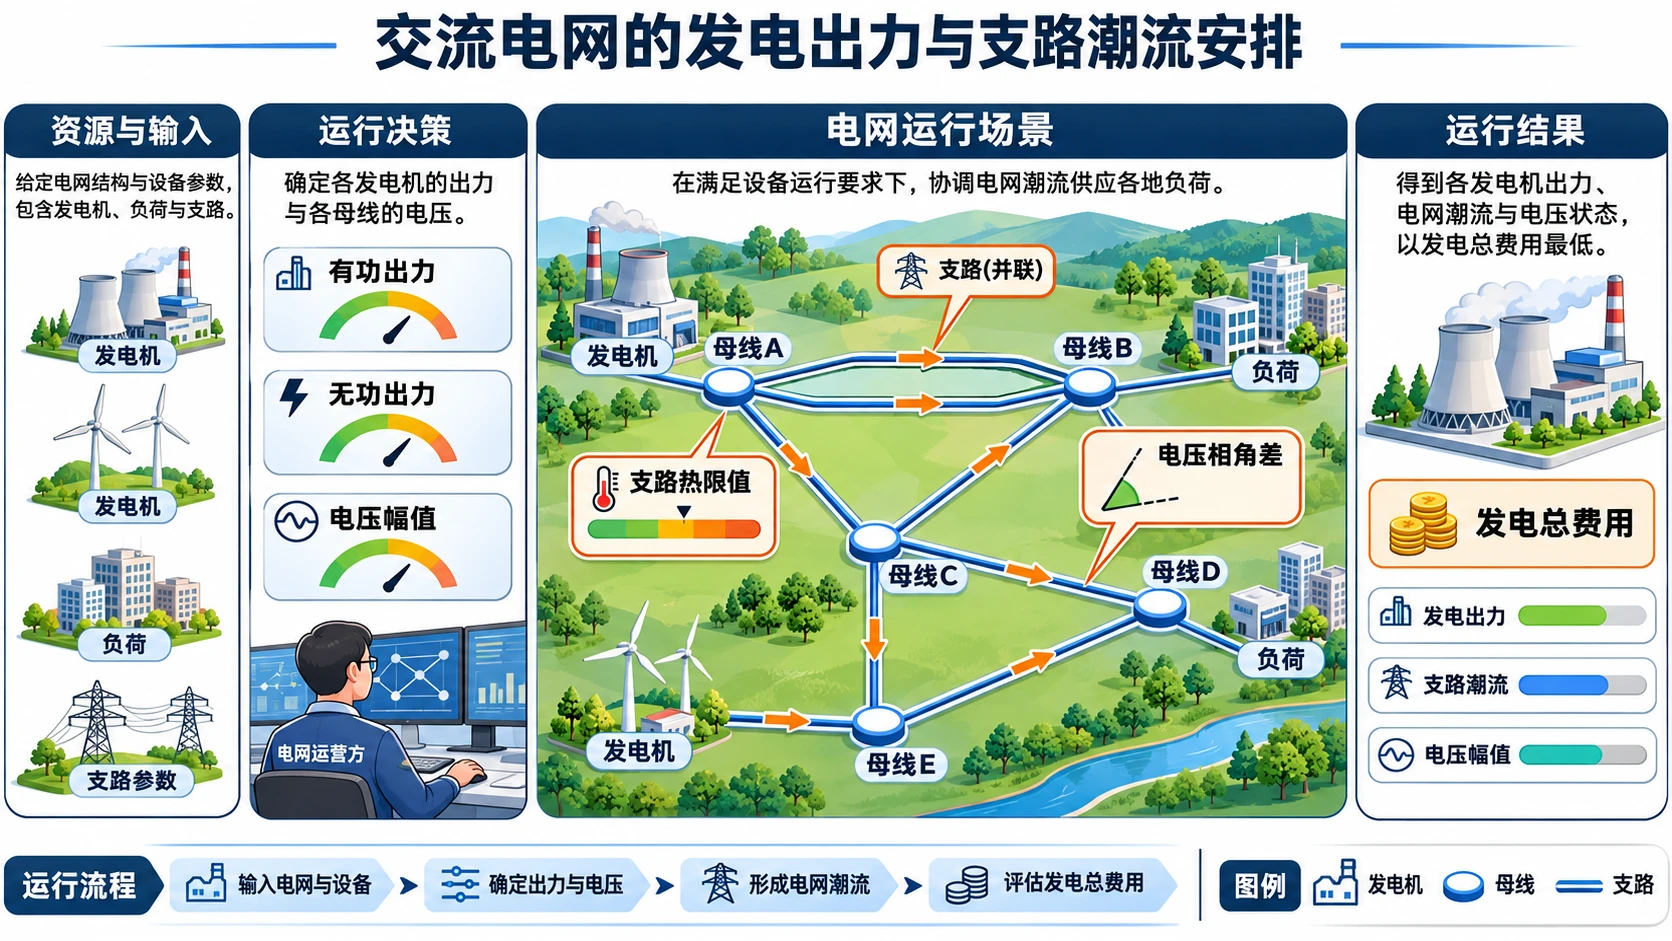 交流电网的发电出力与支路潮流安排
资源与输入
给定电网结构与设备参数,
包含发电机、负荷与支路。
发电机
发电机
负荷
支路参数
运行决策
确定各发电机的出力
与各母线的电压。
有功出力
无功出力
电压幅值
电网运营方
电网运行场景
在满足设备运行要求下，协调电网潮流供应各地负荷。
支路(并联)
发电机
母线A
母线B
负荷
支路热限值
电压相角差
母线C
母线D
负荷
发电机
母线E
运行结果
得到各发电机出力、
电网潮流与电压状态，
以发电总费用最低。
发电总费用
发电出力
支路潮流
电压幅值
运行流程
输入电网与设备
确定出力与电压
形成电网潮流
评估发电总费用
图例
发电机
母线
支路